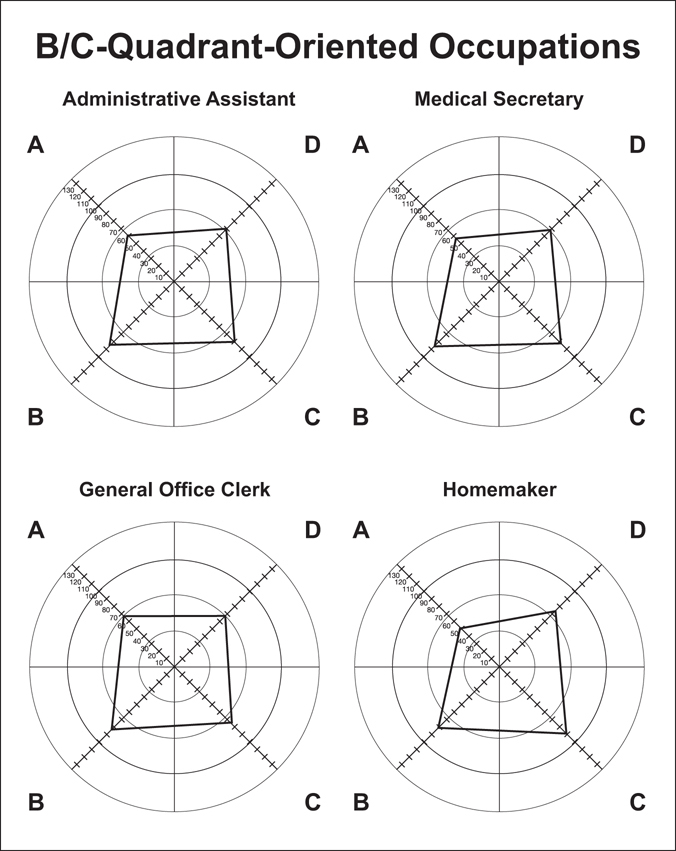 B/C-Quadrant-Oriented Occupations
Administrative Assistant
A
D
130
120
110
100
90
80
70
60
50
40
30
20
10
B
C
Medical Secretary
A
D
130
120
110
100
90
80
70
60
50
40
30
20
10
B
C
General Office Clerk
A
D
130
120
110
100
90
80
70
60
50
40
30
20
10
B
C
Homemaker
A
D
130
120
110
100
90
80
70
60
50
40
30
20
10
B
C